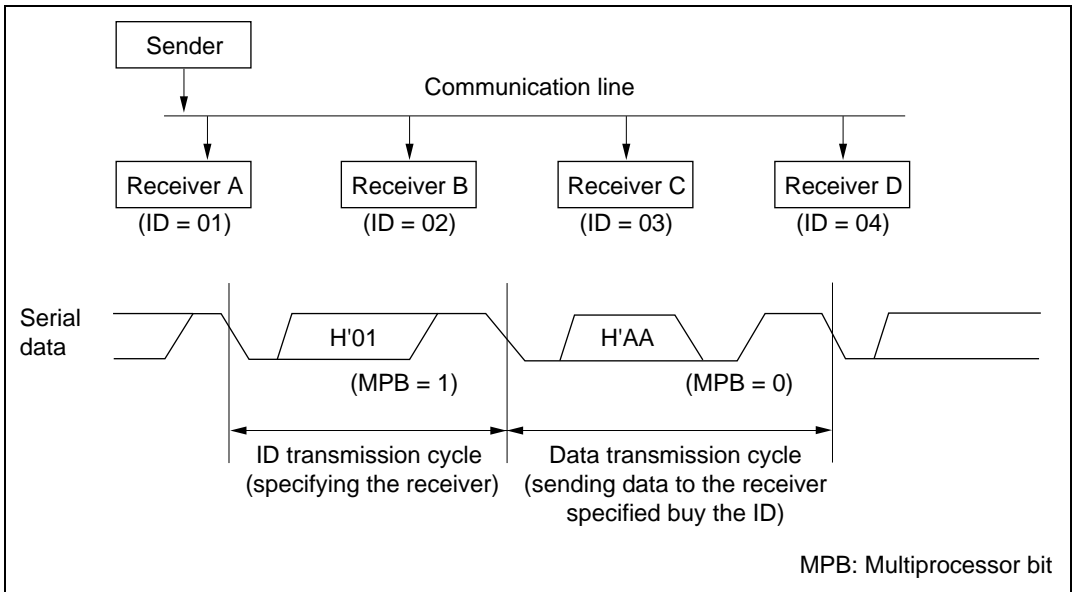 Sender
Communication line
Receiver A Receiver B Receiver C Receiver D
(ID = 01) (ID = 02) (ID = 03) (ID = 04)
Serial
data
H'01 H'AA
(MPB = 1) (MPB = 0)
ID transmission cycle
(specifying the receiver)
Data transmission cycle
(sending data to the receiver
specified buy the ID)
MPB: Multiprocessor bit